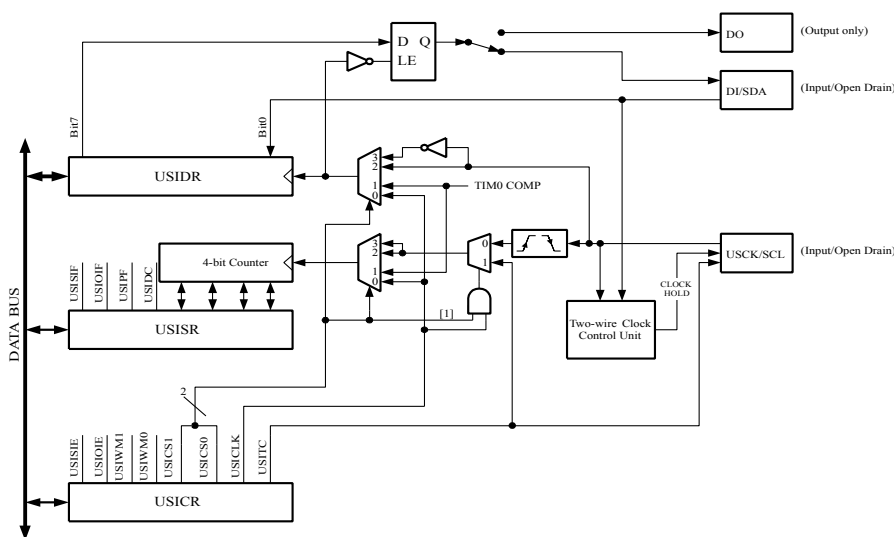 D Q
LE
DO
(Output only)
DI/SDA
(Input/Open Drain)
Bit7
Bit0
USIDR
3
2
1
0
TIM0 COMP
DATA BUS
USISIF
USIOIF
USIPF
USIDC
4-bit Counter
3
2
1
0
0
1
USCK/SCL
(Input/Open Drain)
CLOCK
HOLD
[1]
USISR
Two-wire Clock
Control Unit
2
USISIE
USIOIE
USIWM1
USIWM0
USICS1
USICS0
USICLK
USITC
USICR